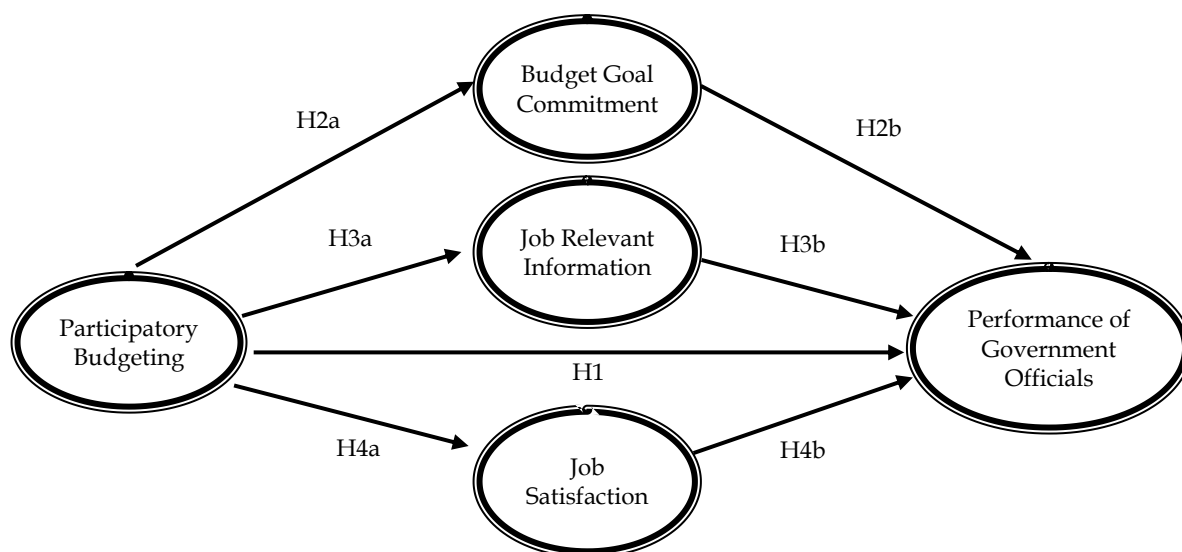 Budget Goal
Commitment
H2a
H2b
H3a
Job Relevant
Information
H3b
Participatory
Budgeting
Performance of
Government
Officials
H1
H4a
Job
Satisfaction
H4b